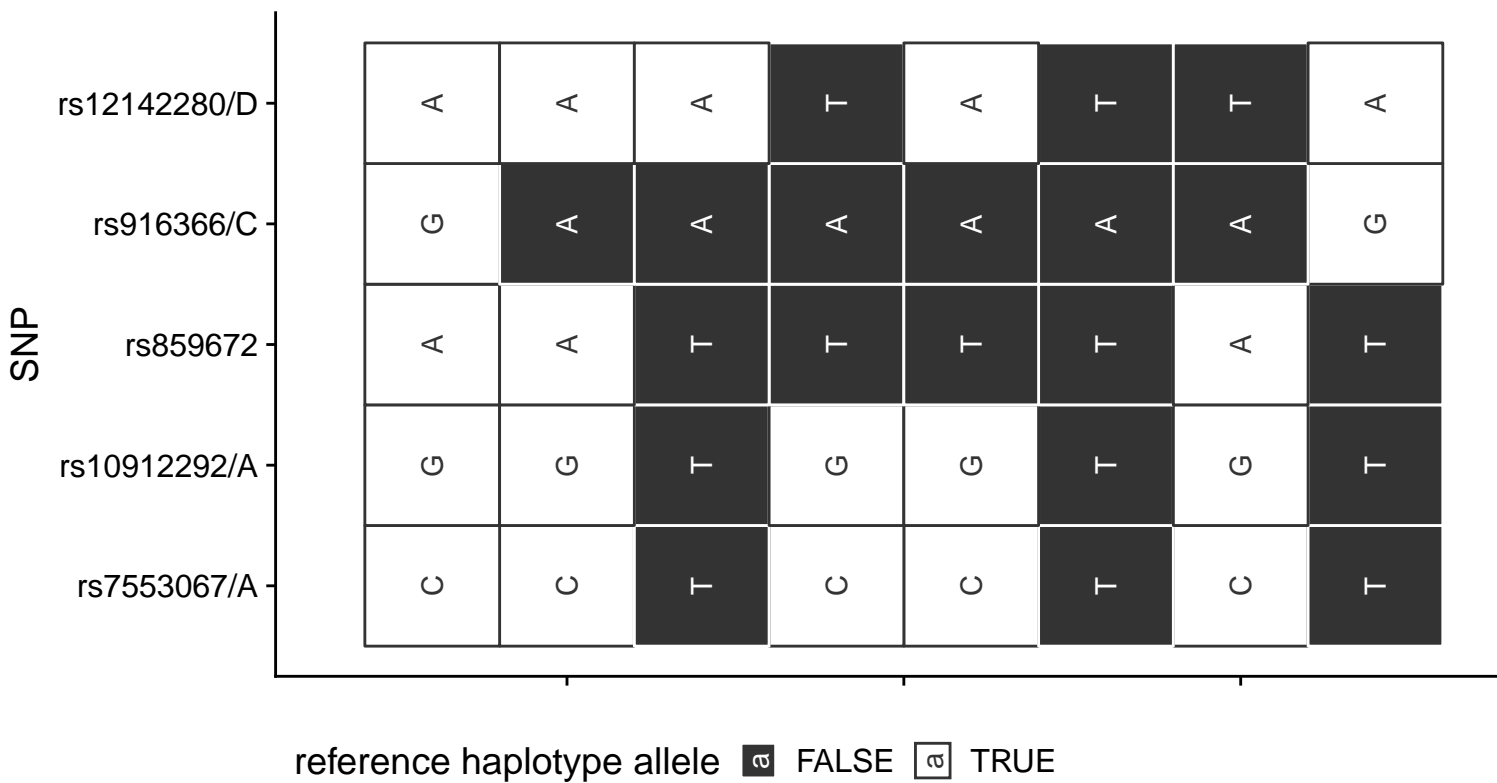 SNP
rs12142280/D A A A T A T T A
rs916366/C G A A A A A A G
rs859672 A A T T T T A T
rs10912292/A G G T G G T G T
rs7553067/A C C T C C T C T
reference haplotype allele a FALSE a TRUE